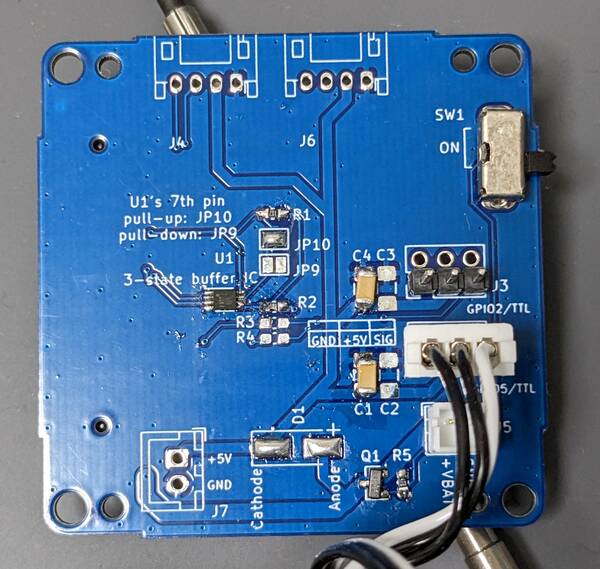 J4
J6
SW1
ON
U1's 7th pin
pull-up: JP10
pull-down: JP9
R1
U1
JP10
JP9
3-state buffer IC
C4 C3
J3
GPIO2/TTL
R2
R3
R4
GND +5V SIG
/TTL
C1 C2
D1
+
+5V
GND
J7
Cathode
Anode
Q1
R5
+VBAT